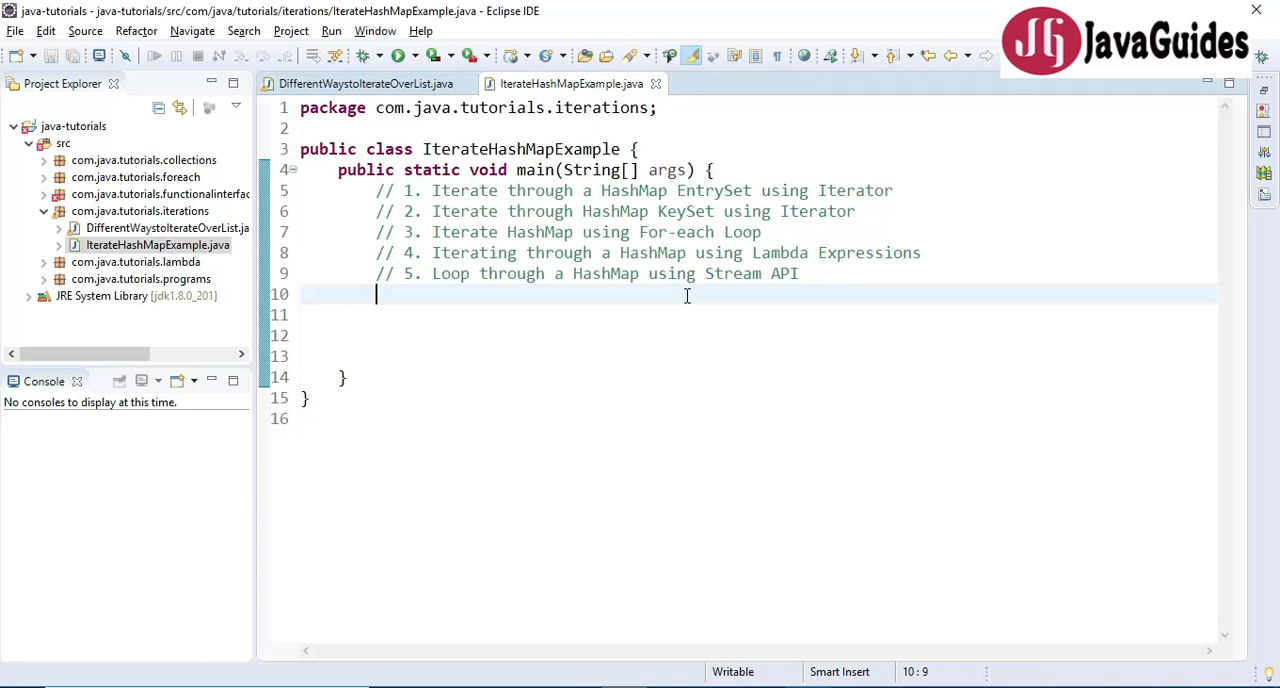 java-tutorials - java-tutorials/src/com/java/tutorials/iterations/IterateHashMapExample.java - Eclipse IDE
JG JavaGuides
File Edit Source Refactor Navigate Search Project Run Window Help
Project Explorer
java-tutorials
src
com.java.tutorials.collections
com.java.tutorials.foreach
com.java.tutorials.functionalinterfac
com.java.tutorials.iterations
DifferentWaystoIterateOverList.ja
IterateHashMapExample.java
com.java.tutorials.lambda
com.java.tutorials.programs
JRE System Library [jdk1.8.0_201]
Console
No consoles to display at this time.
DifferentWaystoIterateOverList.java IterateHashMapExample.java
1 package com.java.tutorials.iterations;
2
3 public class IterateHashMapExample {
4 public static void main(String[] args) {
5 // 1. Iterate through a HashMap EntrySet using Iterator
6 // 2. Iterate through HashMap KeySet using Iterator
7 // 3. Iterate HashMap using For-each Loop
8 // 4. Iterating through a HashMap using Lambda Expressions
9 // 5. Loop through a HashMap using Stream API
10
11
12
13
14 }
15 }
16
Writable Smart Insert 10:9